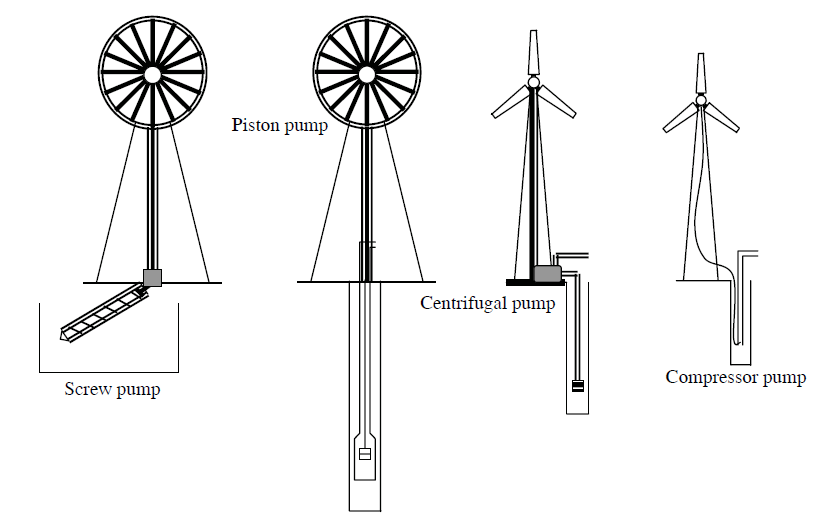 Piston pump
Centrifugal pump
Screw pump
Compressor pump